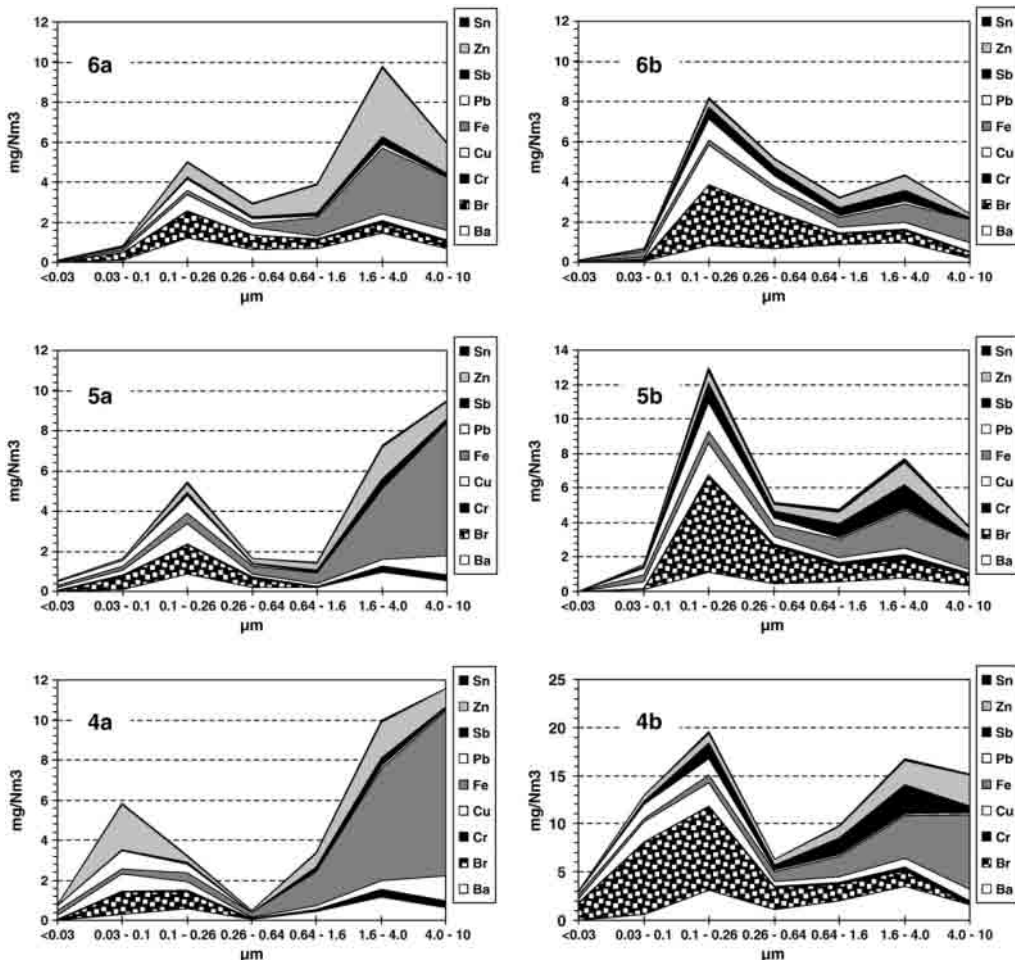 6a
mg/Nm3
12
10
8
6
4
2
0
<0.03 0.03 - 0.1 0.1 - 0.26 0.26 - 0.64 0.64 - 1.6 1.6 - 4.0 4.0 - 10
µm
Sn
Zn
Sb
Pb
Fe
Cu
Cr
Br
Ba
6b
mg/Nm3
12
10
8
6
4
2
0
<0.03 0.03 - 0.1 0.1 - 0.26 0.26 - 0.64 0.64 - 1.6 1.6 - 4.0 4.0 - 10
µm
Sn
Zn
Sb
Pb
Fe
Cu
Cr
Br
Ba
5a
mg/Nm3
12
10
8
6
4
2
0
<0.03 0.03 - 0.1 0.1 - 0.26 0.26 - 0.64 0.64 - 1.6 1.6 - 4.0 4.0 - 10
µm
Sn
Zn
Sb
Pb
Fe
Cu
Cr
Br
Ba
5b
mg/Nm3
14
12
10
8
6
4
2
0
<0.03 0.03 - 0.1 0.1 - 0.26 0.26 - 0.64 0.64 - 1.6 1.6 - 4.0 4.0 - 10
µm
Sn
Zn
Sb
Pb
Fe
Cu
Cr
Br
Ba
4a
mg/Nm3
12
10
8
6
4
2
0
<0.03 0.03 - 0.1 0.1 - 0.26 0.26 - 0.64 0.64 - 1.6 1.6 - 4.0 4.0 - 10
µm
Sn
Zn
Sb
Pb
Fe
Cu
Cr
Br
Ba
4b
mg/Nm3
25
20
15
10
5
0
<0.03 0.03 - 0.1 0.1 - 0.26 0.26 - 0.64 0.64 - 1.6 1.6 - 4.0 4.0 - 10
µm
Sn
Zn
Sb
Pb
Fe
Cu
Cr
Br
Ba